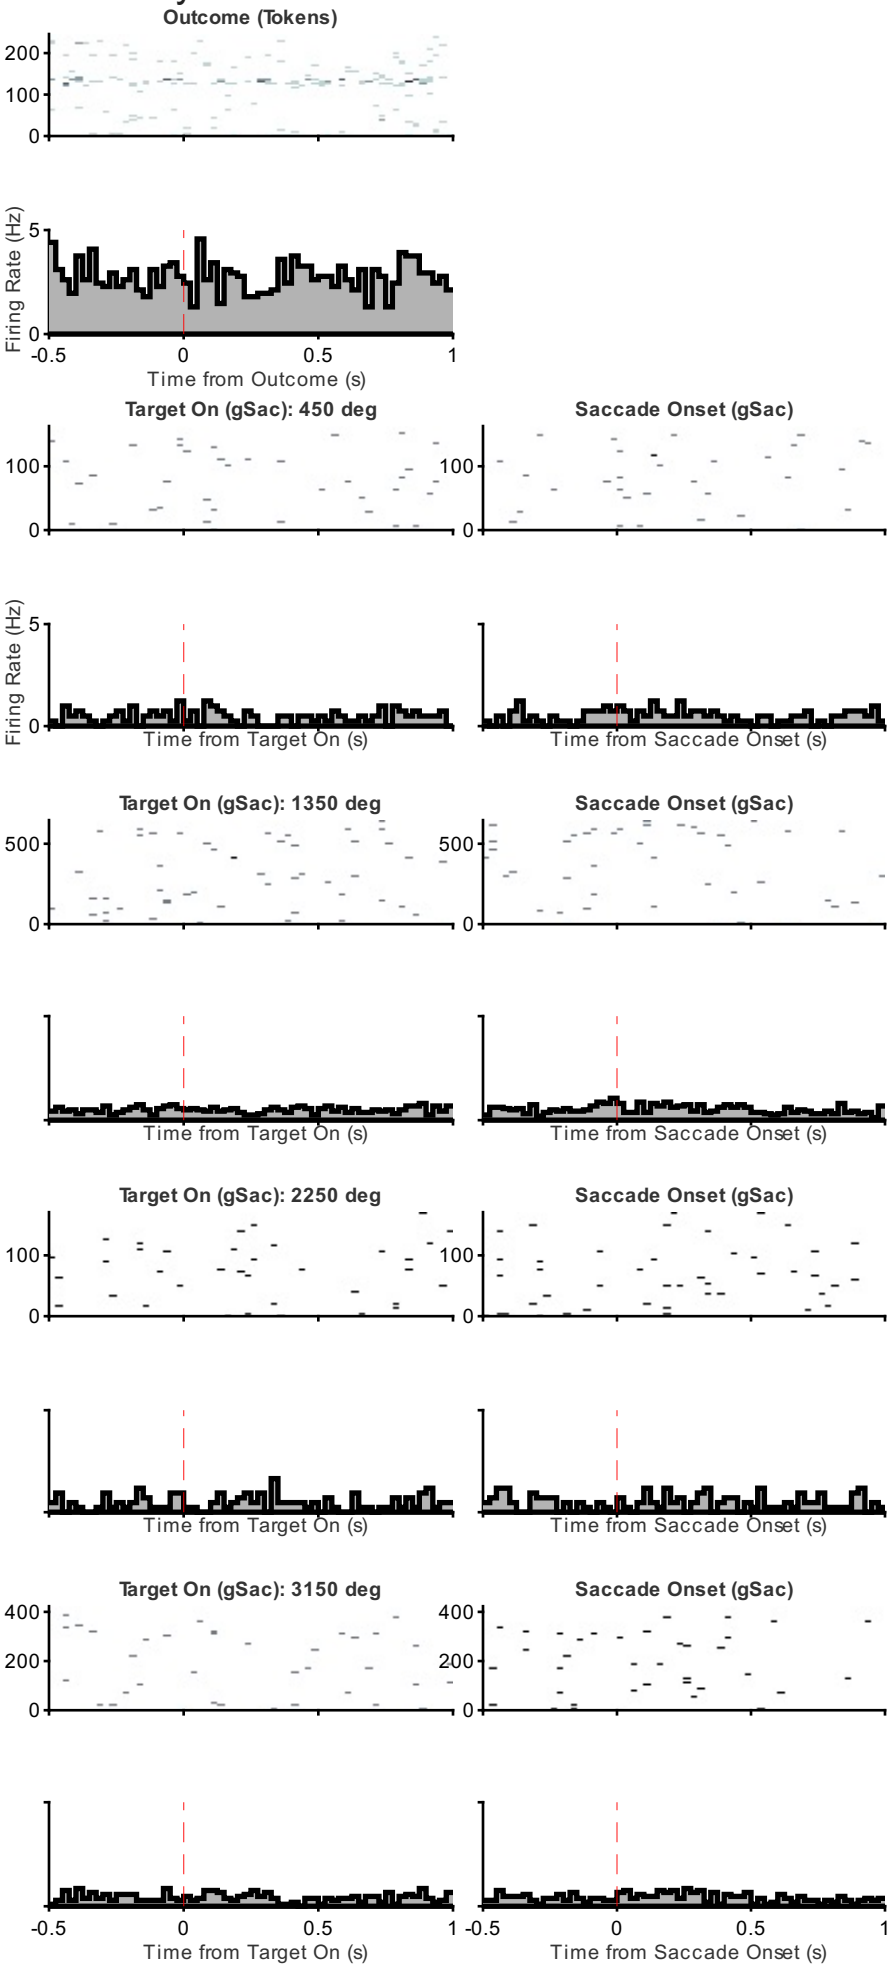 Outcome (Tokens)
200
100
0
Firing Rate (Hz)
5
0
-0.5 0 0.5 1
Time from Outcome (s)
Target On (gSac): 450 deg Saccade Onset (gSac)
100 100
0 0
Firing Rate (Hz)
5
0
Time from Target On (s) Time from Saccade Onset (s)
Target On (gSac): 1350 deg Saccade Onset (gSac)
500 500
0 0
Time from Target On (s) Time from Saccade Onset (s)
Target On (gSac): 2250 deg Saccade Onset (gSac)
100 100
0 0
Time from Target On (s) Time from Saccade Onset (s)
Target On (gSac): 3150 deg Saccade Onset (gSac)
400 400
200 200
0 0
-0.5 0 0.5 1 -0.5 0 0.5 1
Time from Target On (s) Time from Saccade Onset (s)